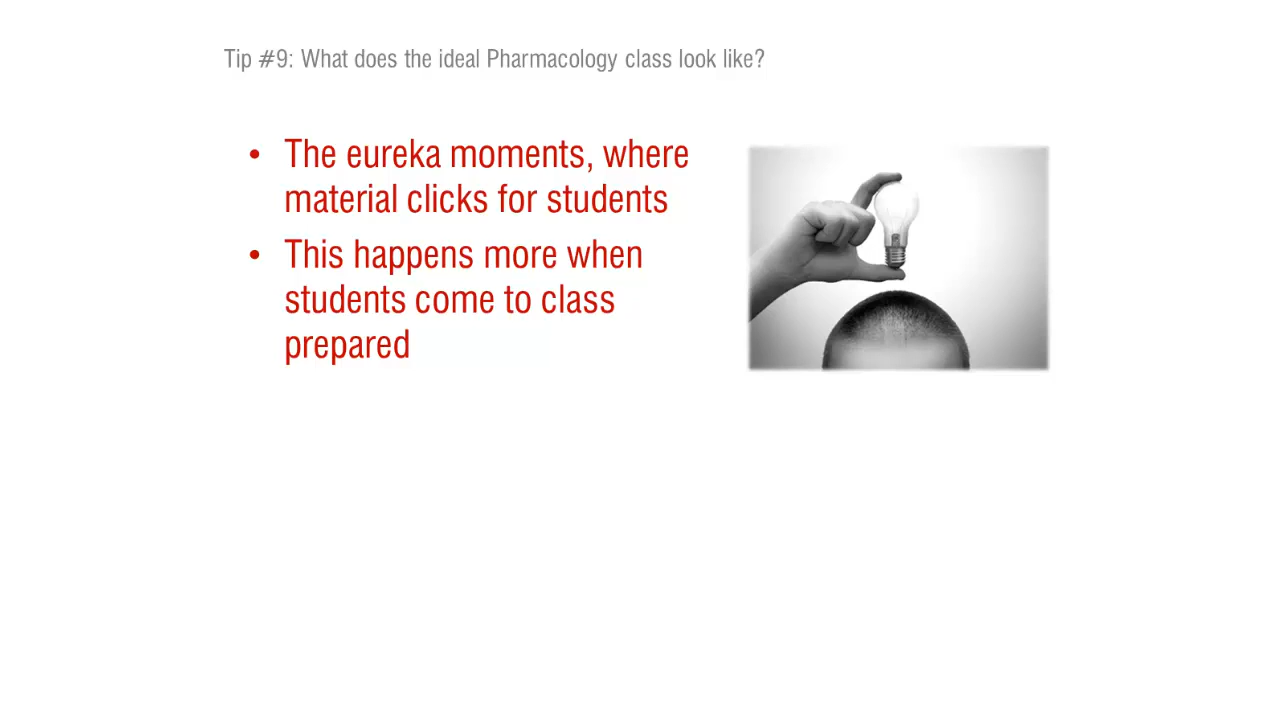 Tip #9: What does the ideal Pharmacology class look like?
• The eureka moments, where
material clicks for students
• This happens more when
students come to class
prepared